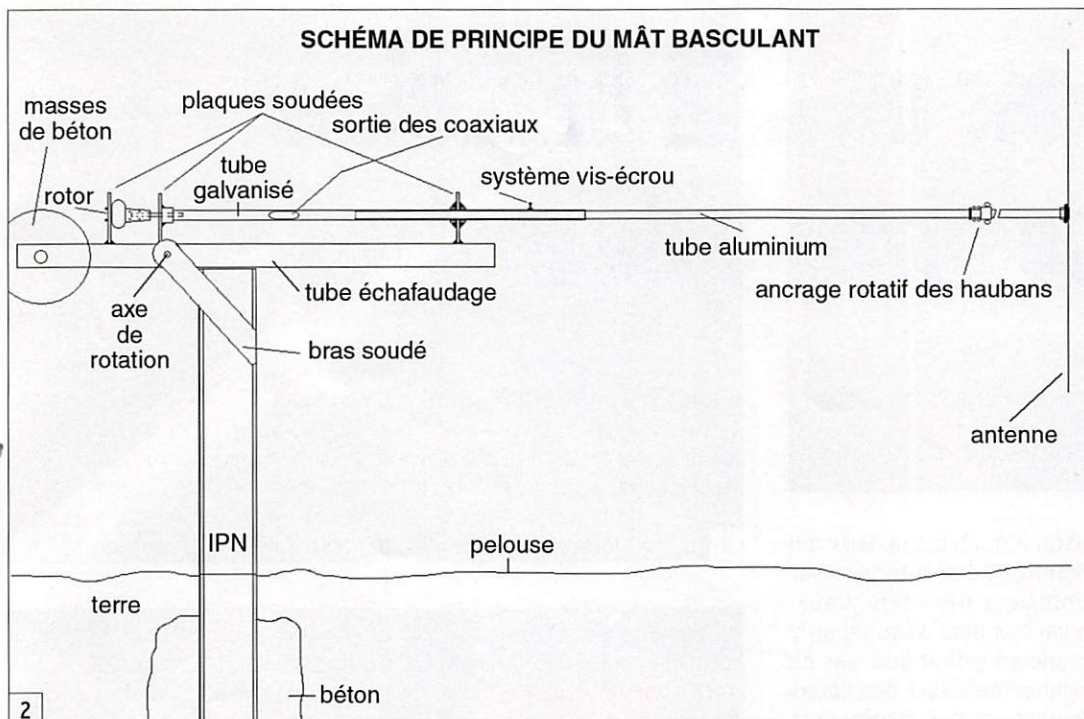 SCHÉMA DE PRINCIPE DU MÂT BASCULANT
masses
de béton
plaques soudées
sortie des coaxiaux
rotor
tube
galvanisé
système vis-écrou
tube aluminium
ancrage rotatif des haubans
tube échafaudage
axe
de
rotation
bras soudé
antenne
IPN
pelouse
terre
béton
2